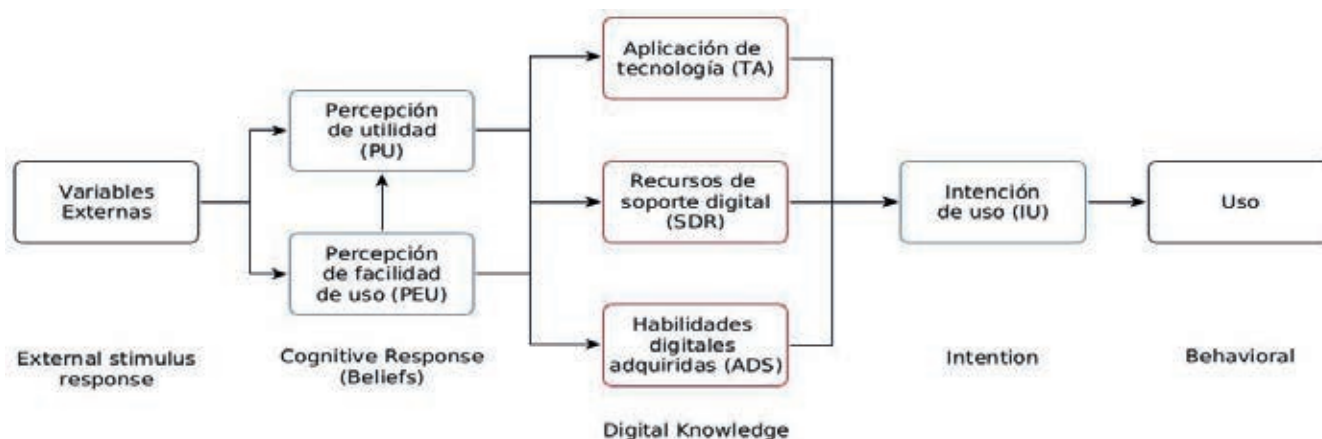 Variables
Externas
External stimulus
response
Percepción
de utilidad
(PU)
Percepción
de facilidad
de uso (PEU)
Cognitive Response
(Beliefs)
Aplicación de
tecnología (TA)
Recursos de
soporte digital
(SDR)
Habilidades
digitales
adquiridas (ADS)
Digital Knowledge
Intención
de uso (IU)
Intention
Uso
Behavioral